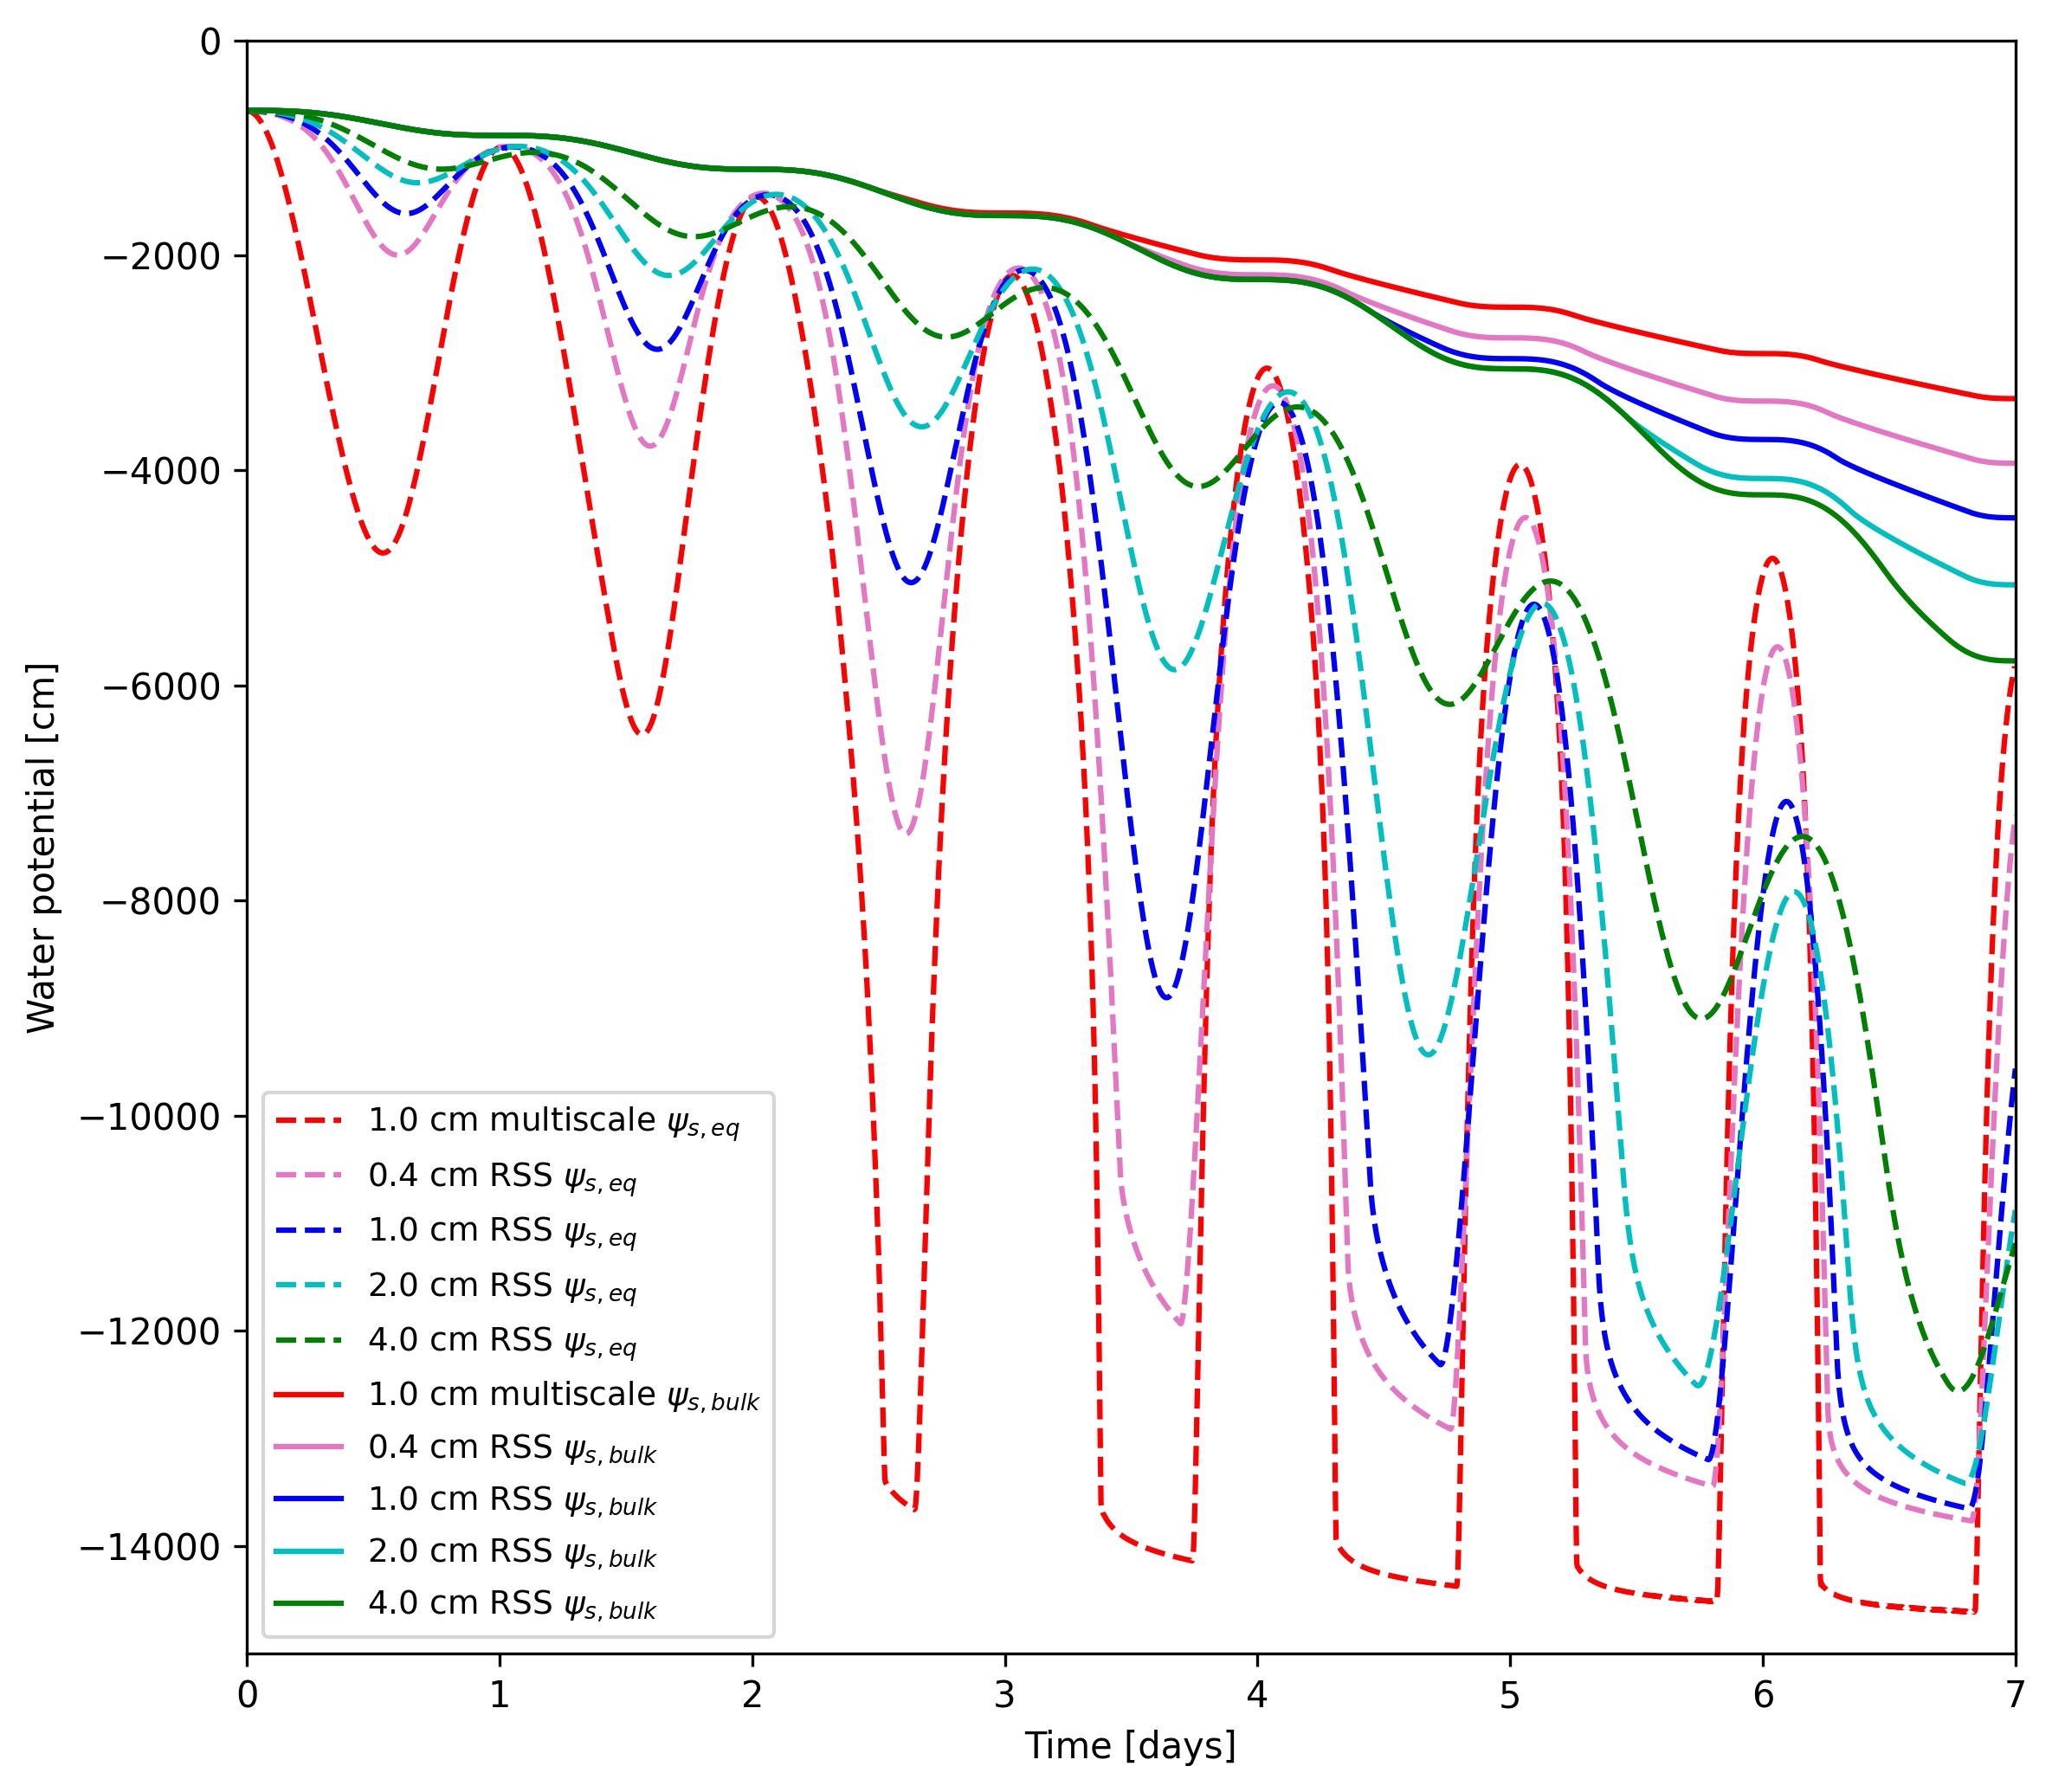 0
−2000
−4000
−6000
−8000
−10000
−12000
−14000
Water potential [cm]
1.0 cm multiscale ψs,eq
0.4 cm RSS ψs,eq
1.0 cm RSS ψs,eq
2.0 cm RSS ψs,eq
4.0 cm RSS ψs,eq
1.0 cm multiscale ψs,bulk
0.4 cm RSS ψs,bulk
1.0 cm RSS ψs,bulk
2.0 cm RSS ψs,bulk
4.0 cm RSS ψs,bulk
0 1 2 3 4 5 6 7
Time [days]